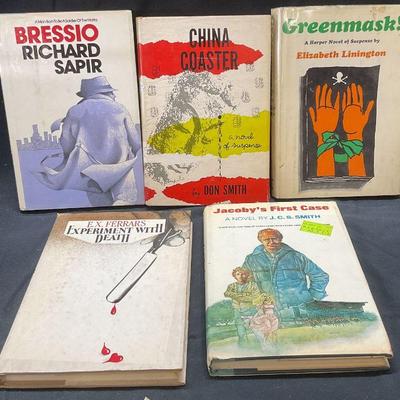 BRESSIO
RICHARD
SAPIR
CHINA
COASTER
a novel
of suspense
by DON SMITH
Greenmask!
A Harper Novel of Suspense by
Elizabeth Linington
E.X. FERRARS
EXPERIMENT WITH
DEATH
Jacoby's First Case
A NOVEL BY J. C. S. SMITH